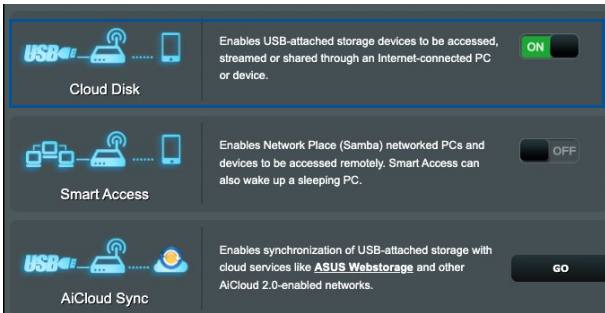 USB
Cloud Disk
Enables USB-attached storage devices to be accessed,
streamed or shared through an Internet-connected PC
or device.
ON
Smart Access
Enables Network Place (Samba) networked PCs and
devices to be accessed remotely. Smart Access can
also wake up a sleeping PC.
OFF
USB
AiCloud Sync
Enables synchronization of USB-attached storage with
cloud services like ASUS Webstorage and other
AiCloud 2.0-enabled networks.
GO